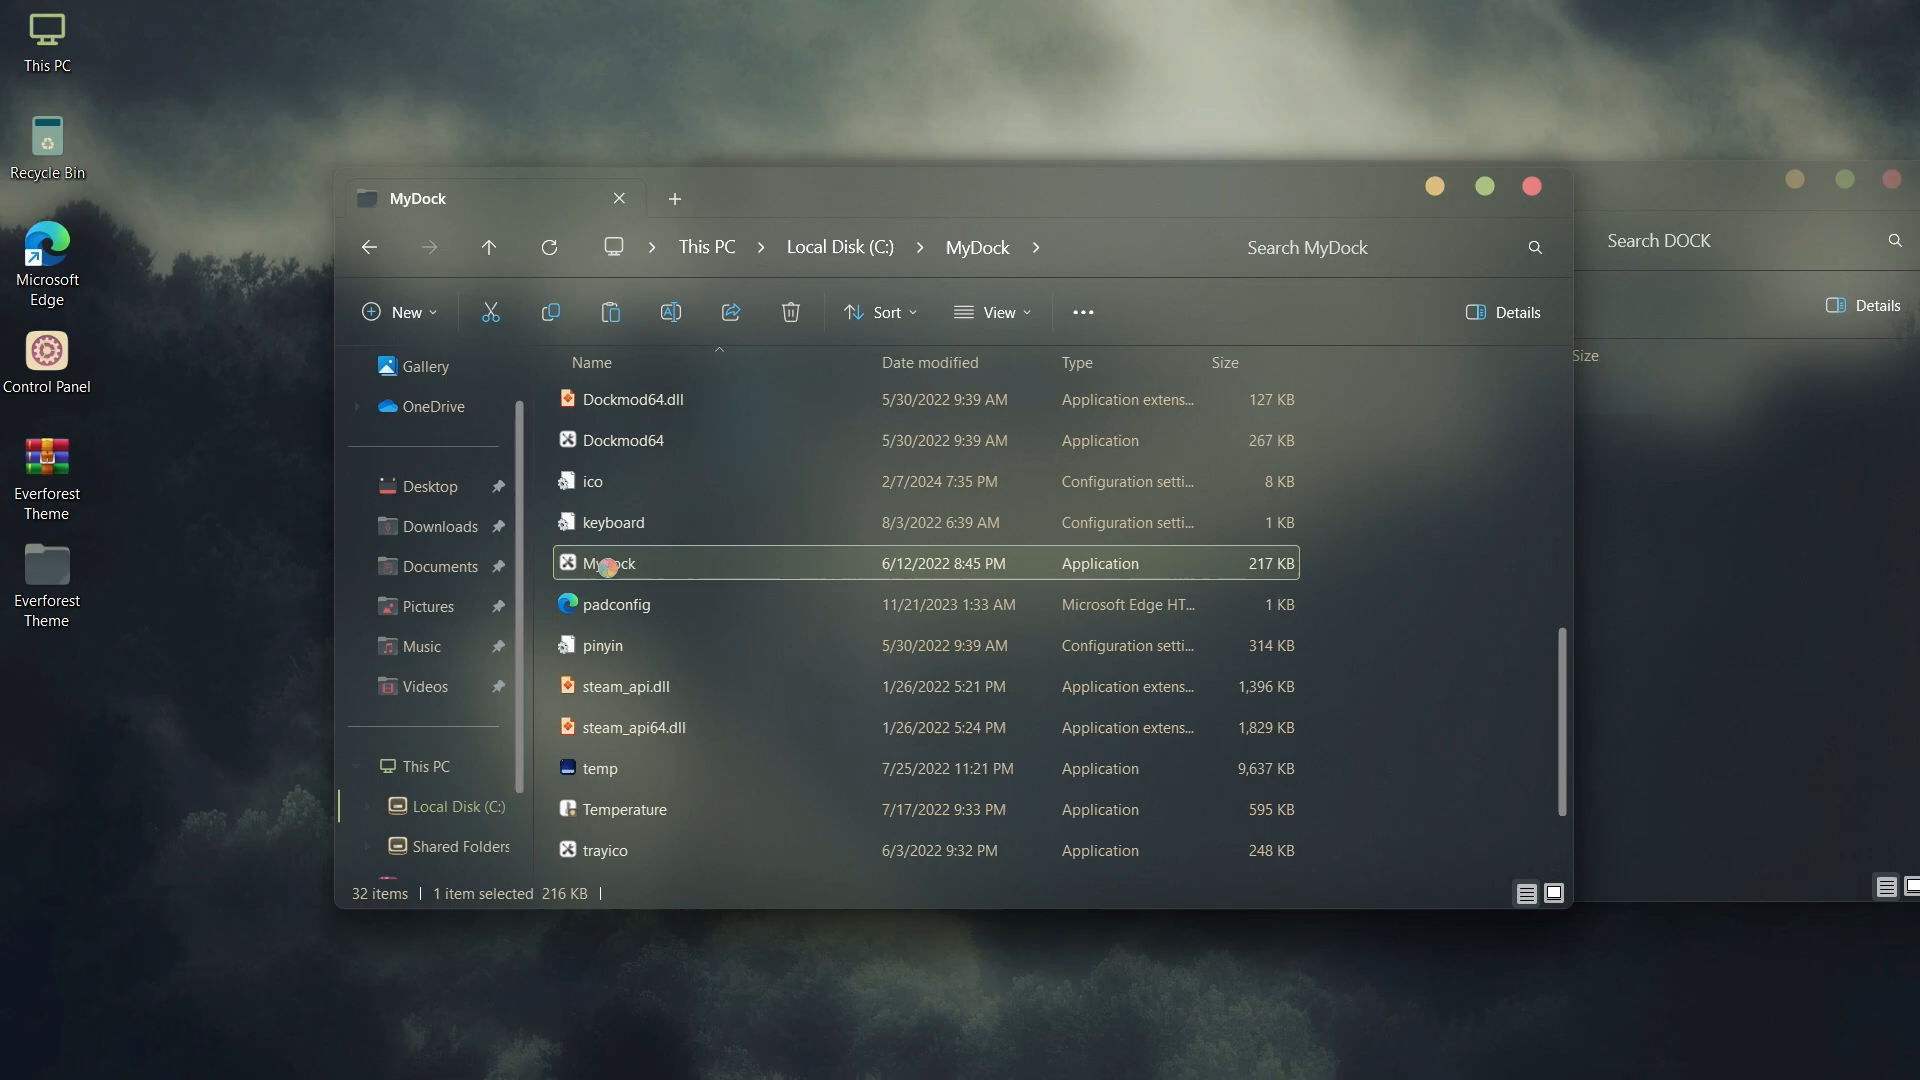 This PC
Recycle Bin
Microsoft
Edge
Control Panel
Everforest
Theme
Everforest
Theme
MyDock
This PC > Local Disk (C:) > MyDock >
Search MyDock
New
Sort
View
Details
Gallery
OneDrive
Desktop
Downloads
Documents
Pictures
Music
Videos
This PC
Local Disk (C:)
Shared Folders
Name Date modified Type Size
Dockmod64.dll 5/30/2022 9:39 AM Application extens... 127 KB
Dockmod64 5/30/2022 9:39 AM Application 267 KB
ico 2/7/2024 7:35 PM Configuration setti... 8 KB
keyboard 8/3/2022 6:39 AM Configuration setti... 1 KB
MyDock 6/12/2022 8:45 PM Application 217 KB
padconfig 11/21/2023 1:33 AM Microsoft Edge HT... 1 KB
pinyin 5/30/2022 9:39 AM Configuration setti... 314 KB
steam_api.dll 1/26/2022 5:21 PM Application extens... 1,396 KB
steam_api64.dll 1/26/2022 5:24 PM Application extens... 1,829 KB
temp 7/25/2022 11:21 PM Application 9,637 KB
Temperature 7/17/2022 9:33 PM Application 595 KB
trayico 6/3/2022 9:32 PM Application 248 KB
32 items | 1 item selected 216 KB |
Search DOCK
Details
Size